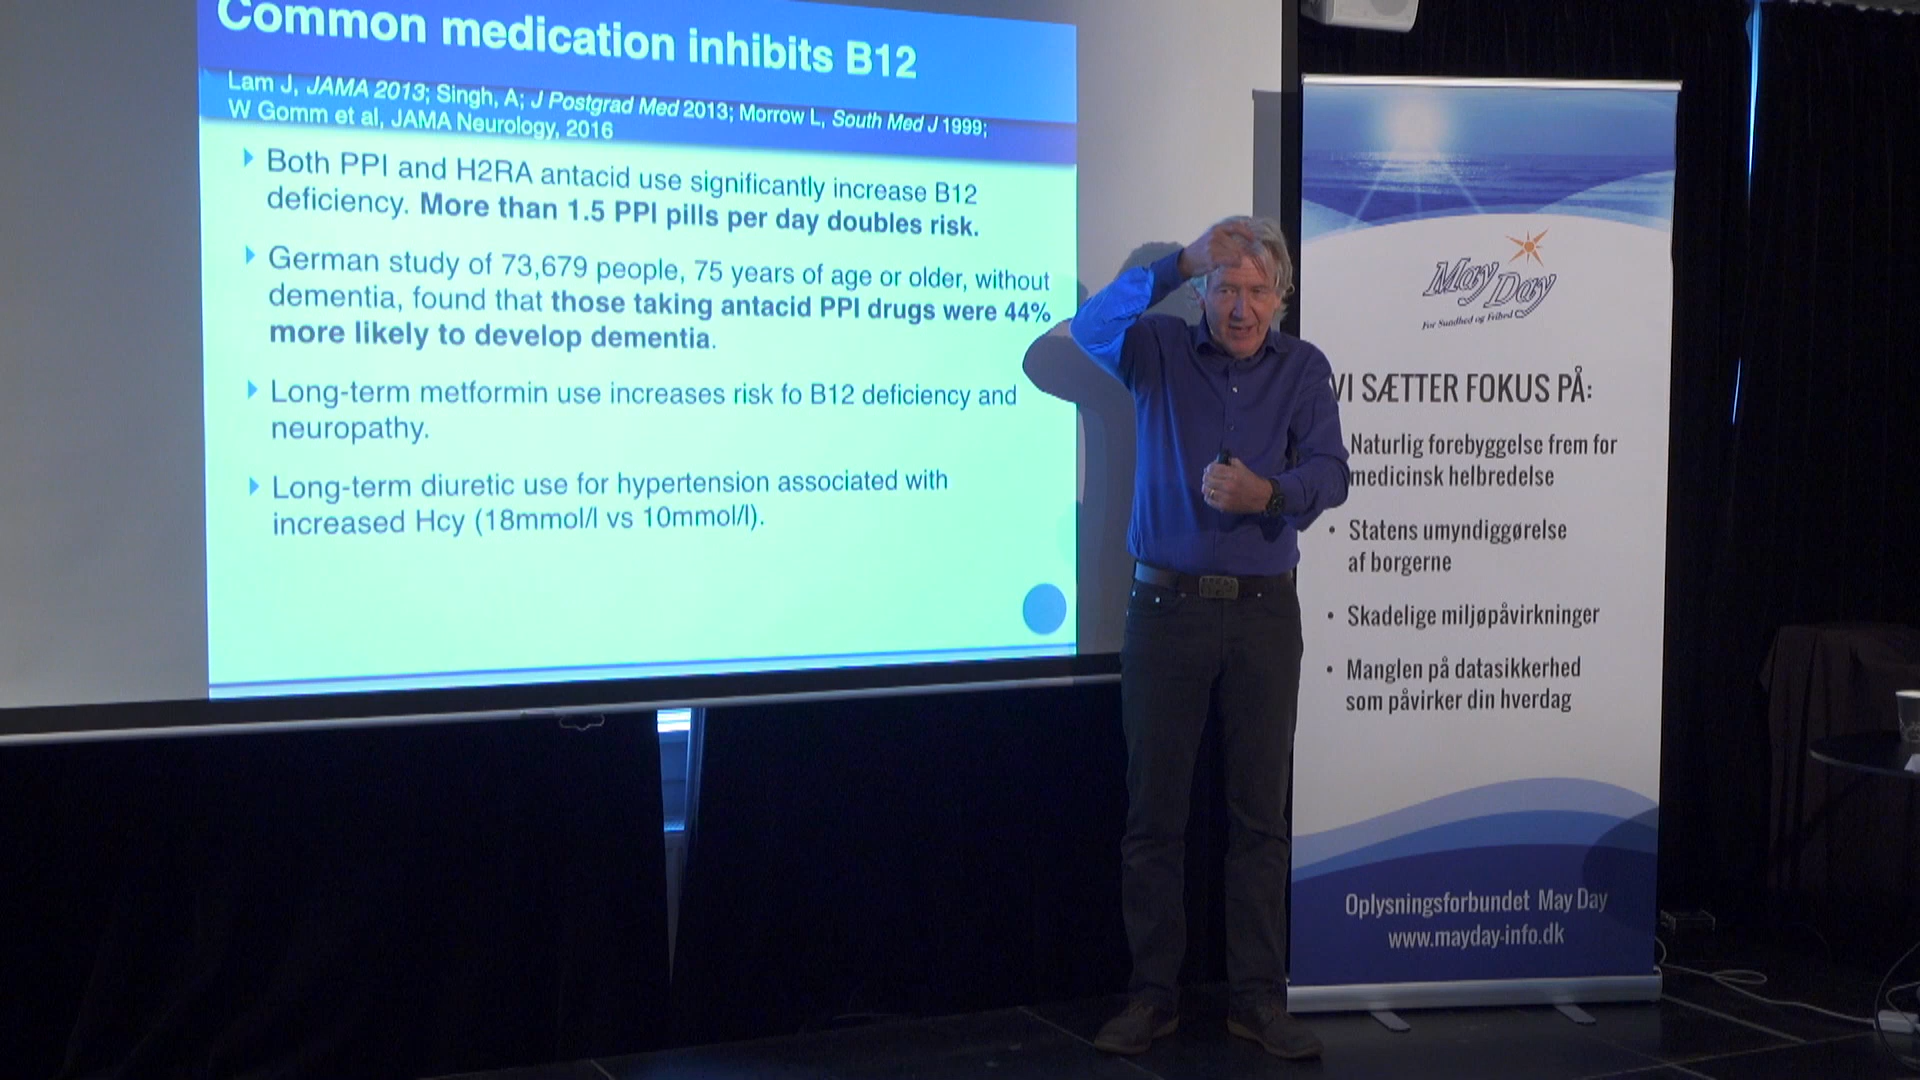 Common medication inhibits B12
Lam J, JAMA 2013; Singh, A; J Postgrad Med 2013; Morrow L, South Med J 1999;
W Gomm et al, JAMA Neurology, 2016
Both PPI and H2RA antacid use significantly increase B12
deficiency. More than 1.5 PPI pills per day doubles risk.
German study of 73,679 people, 75 years of age or older, without
dementia, found that those taking antacid PPI drugs were 44%
more likely to develop dementia.
Long-term metformin use increases risk fo B12 deficiency and
neuropathy.
Long-term diuretic use for hypertension associated with
increased Hcy (18mmol/l vs 10mmol/l).
May Day
For Sundhed og Frihed
VI SÆTTER FOKUS PÅ:
Naturlig forebyggelse frem for
medicinsk helbredelse
• Statens umyndiggørelse
af borgerne
• Skadelige miljøpåvirkninger
• Manglen på datasikkerhed
som påvirker din hverdag
Oplysningsforbundet May Day
www.mayday-info.dk